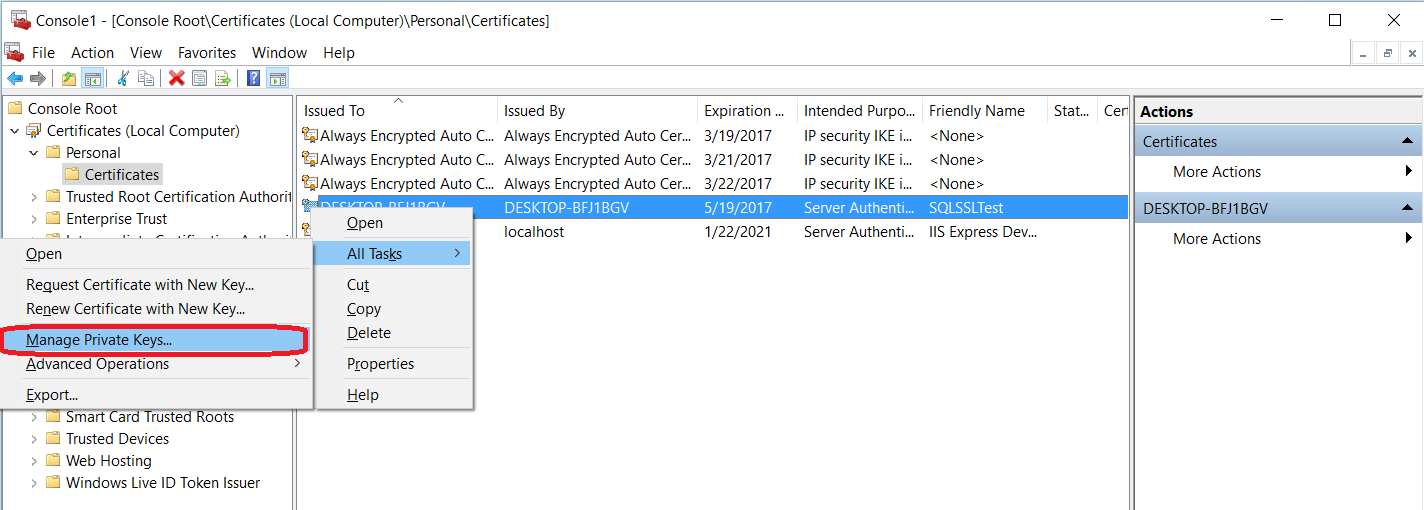 Console1 - [Console Root\Certificates (Local Computer)\Personal\Certificates]
File Action View Favorites Window Help
Console Root
Certificates (Local Computer)
Personal
Certificates
Trusted Root Certification Authorit
Enterprise Trust
Open
Request Certificate with New Key...
Renew Certificate with New Key...
Manage Private Keys...
Advanced Operations
Export...
Smart Card Trusted Roots
Trusted Devices
Web Hosting
Windows Live ID Token Issuer
Issued To Issued By Expiration ... Intended Purpo... Friendly Name Stat... Cert
Always Encrypted Auto C... Always Encrypted Auto Cer... 3/19/2017 IP security IKE i... <None>
Always Encrypted Auto C... Always Encrypted Auto Cer... 3/21/2017 IP security IKE i... <None>
Always Encrypted Auto C... Always Encrypted Auto Cer... 3/22/2017 IP security IKE i... <None>
DESKTOP-BFJ1BGV DESKTOP-BFJ1BGV 5/19/2017 Server Authenti... SQLSSLTest
localhost 1/22/2021 Server Authenti... IIS Express Dev...
Open
All Tasks
Cut
Copy
Delete
Properties
Help
Actions
Certificates
More Actions
DESKTOP-BFJ1BGV
More Actions